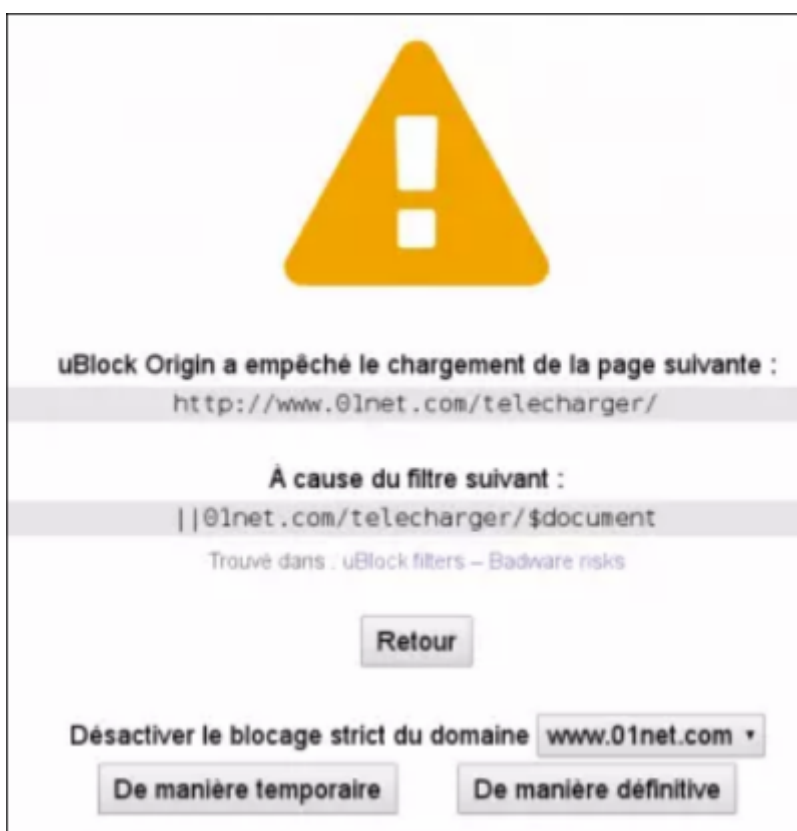 uBlock Origin a empêché le chargement de la page suivante :
http://www.01net.com/telecharger/
À cause du filtre suivant :
||01net.com/telecharger/$document
Trouvé dans : uBlock filters – Badware risks
Retour
Désactiver le blocage strict du domaine www.01net.com
De manière temporaire De manière définitive